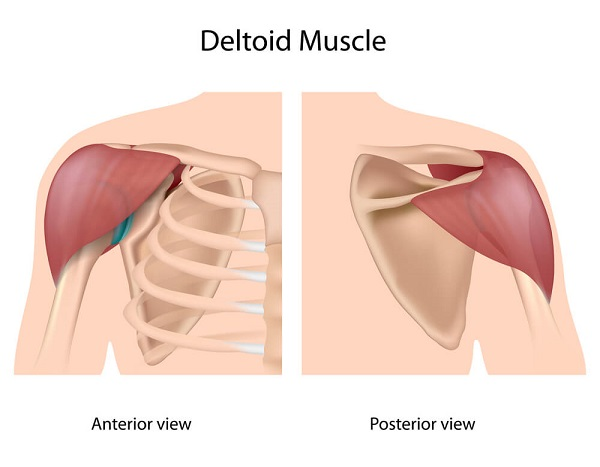 Deltoid Muscle
Anterior view
Posterior view